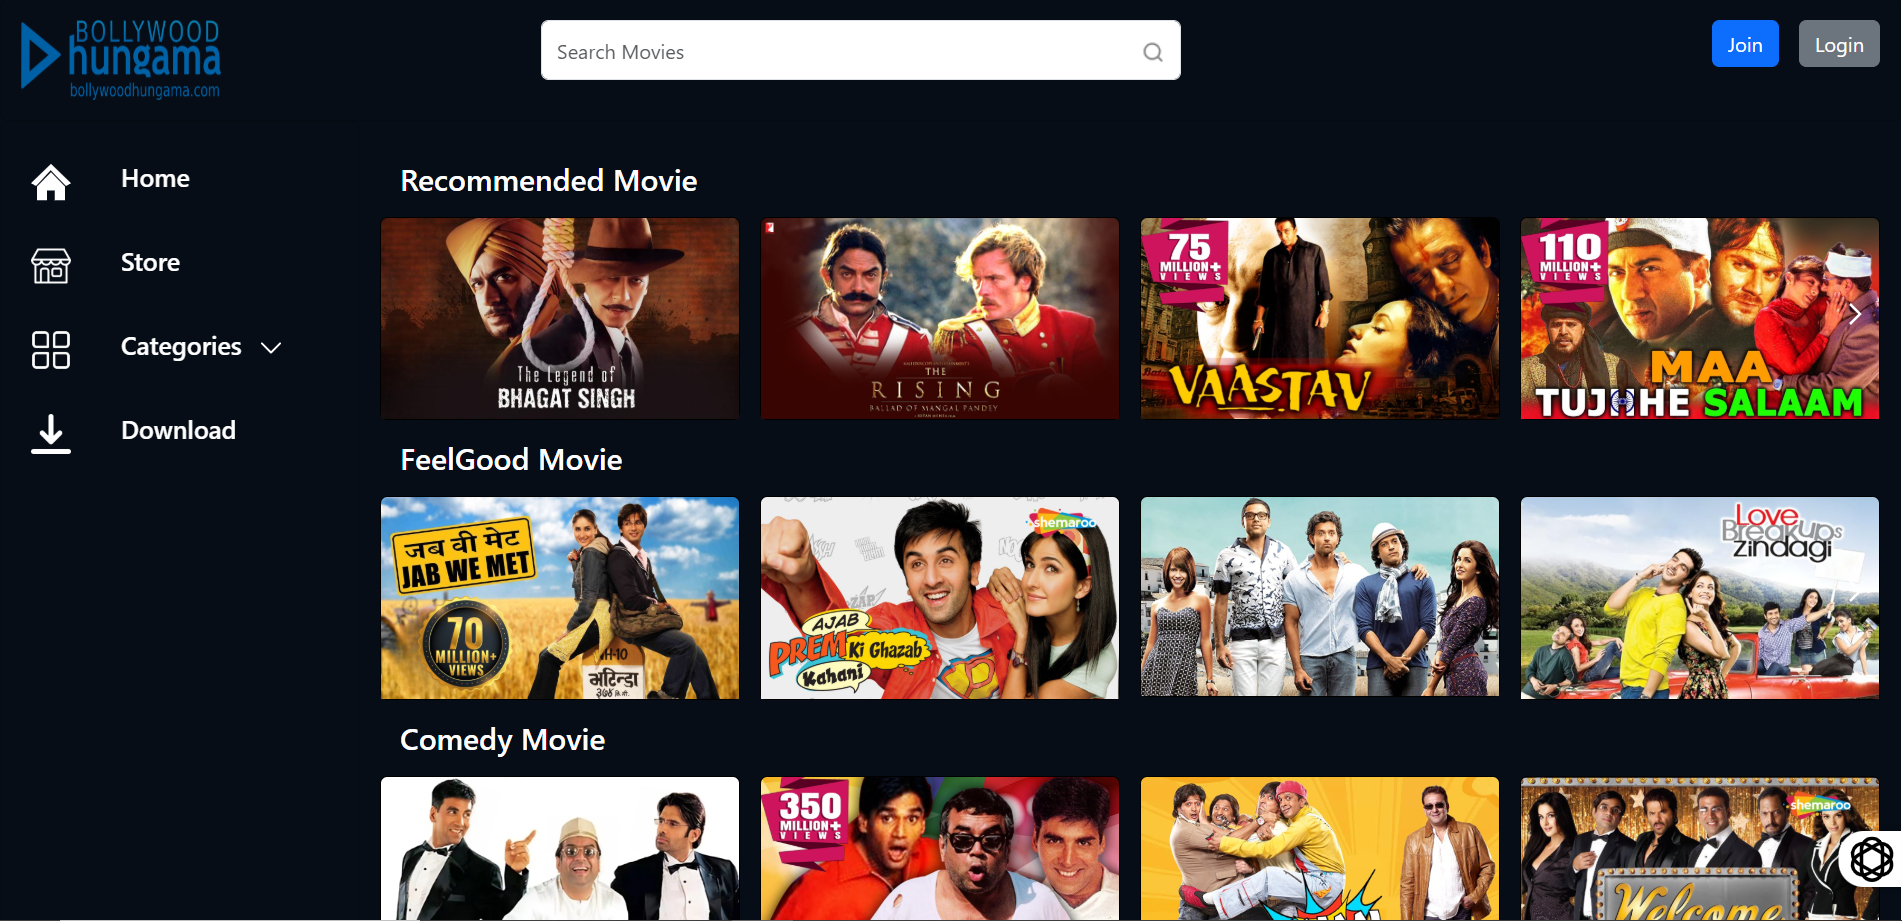 BOLLYWOOD
hungama
bollywoodhungama.com
Search Movies
Join
Login
Home
Store
Categories
Download
Recommended Movie
The Legend of
BHAGAT SINGH
THE
RISING
BALLAD OF MANGAL PANDEY
75
MILLION+
VIEWS
VAASTAV
110
MILLION+
VIEWS
MAA
TUJHE SALAAM
FeelGood Movie
जब वी मेट
JAB WE MET
70
MILLION+
VIEWS
NH-10
भटिन्डा
shemaroo
ZAP
AJAB
PREM Ki Ghazab
Kahani
Love
Breakups
zindagi
Comedy Movie
350
MILLION+
VIEWS
shemaroo
Welcome